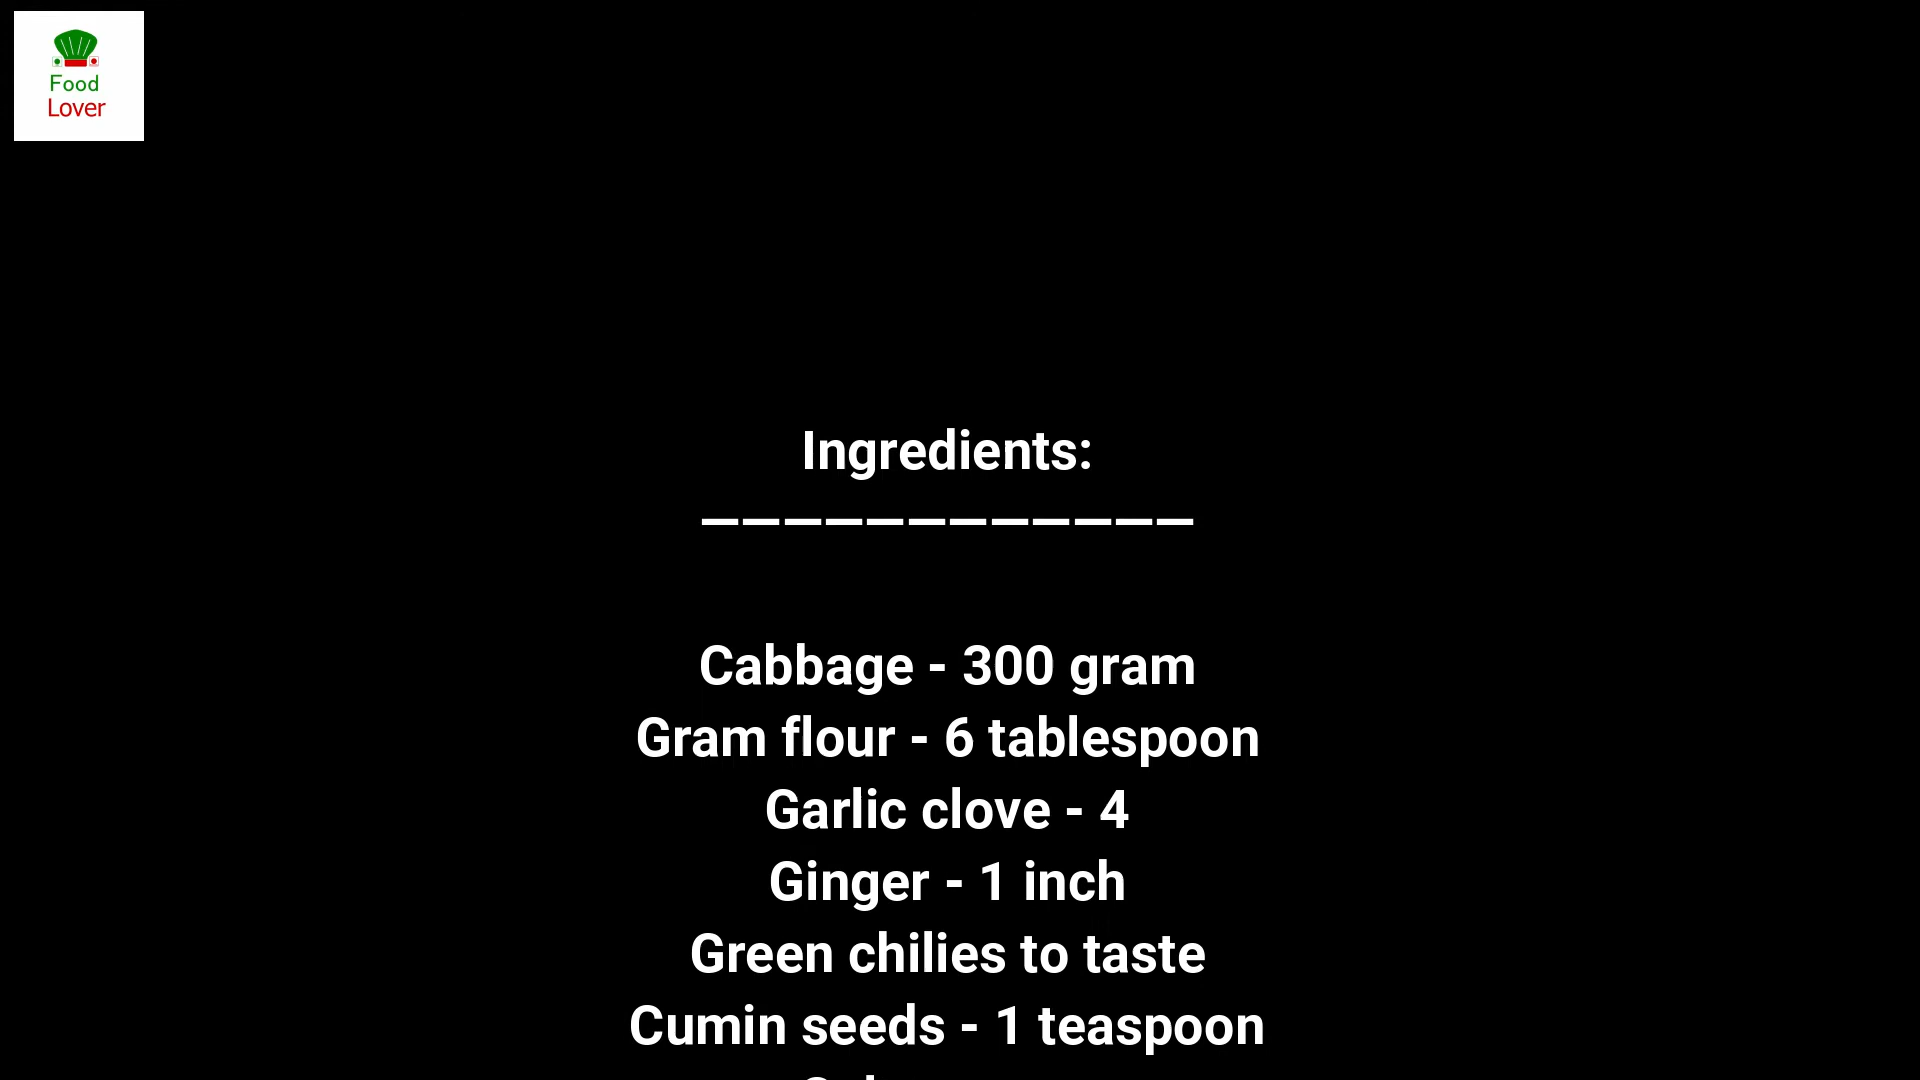 Food
Lover
Ingredients:
————————————
Cabbage - 300 gram
Gram flour - 6 tablespoon
Garlic clove - 4
Ginger - 1 inch
Green chilies to taste
Cumin seeds - 1 teaspoon